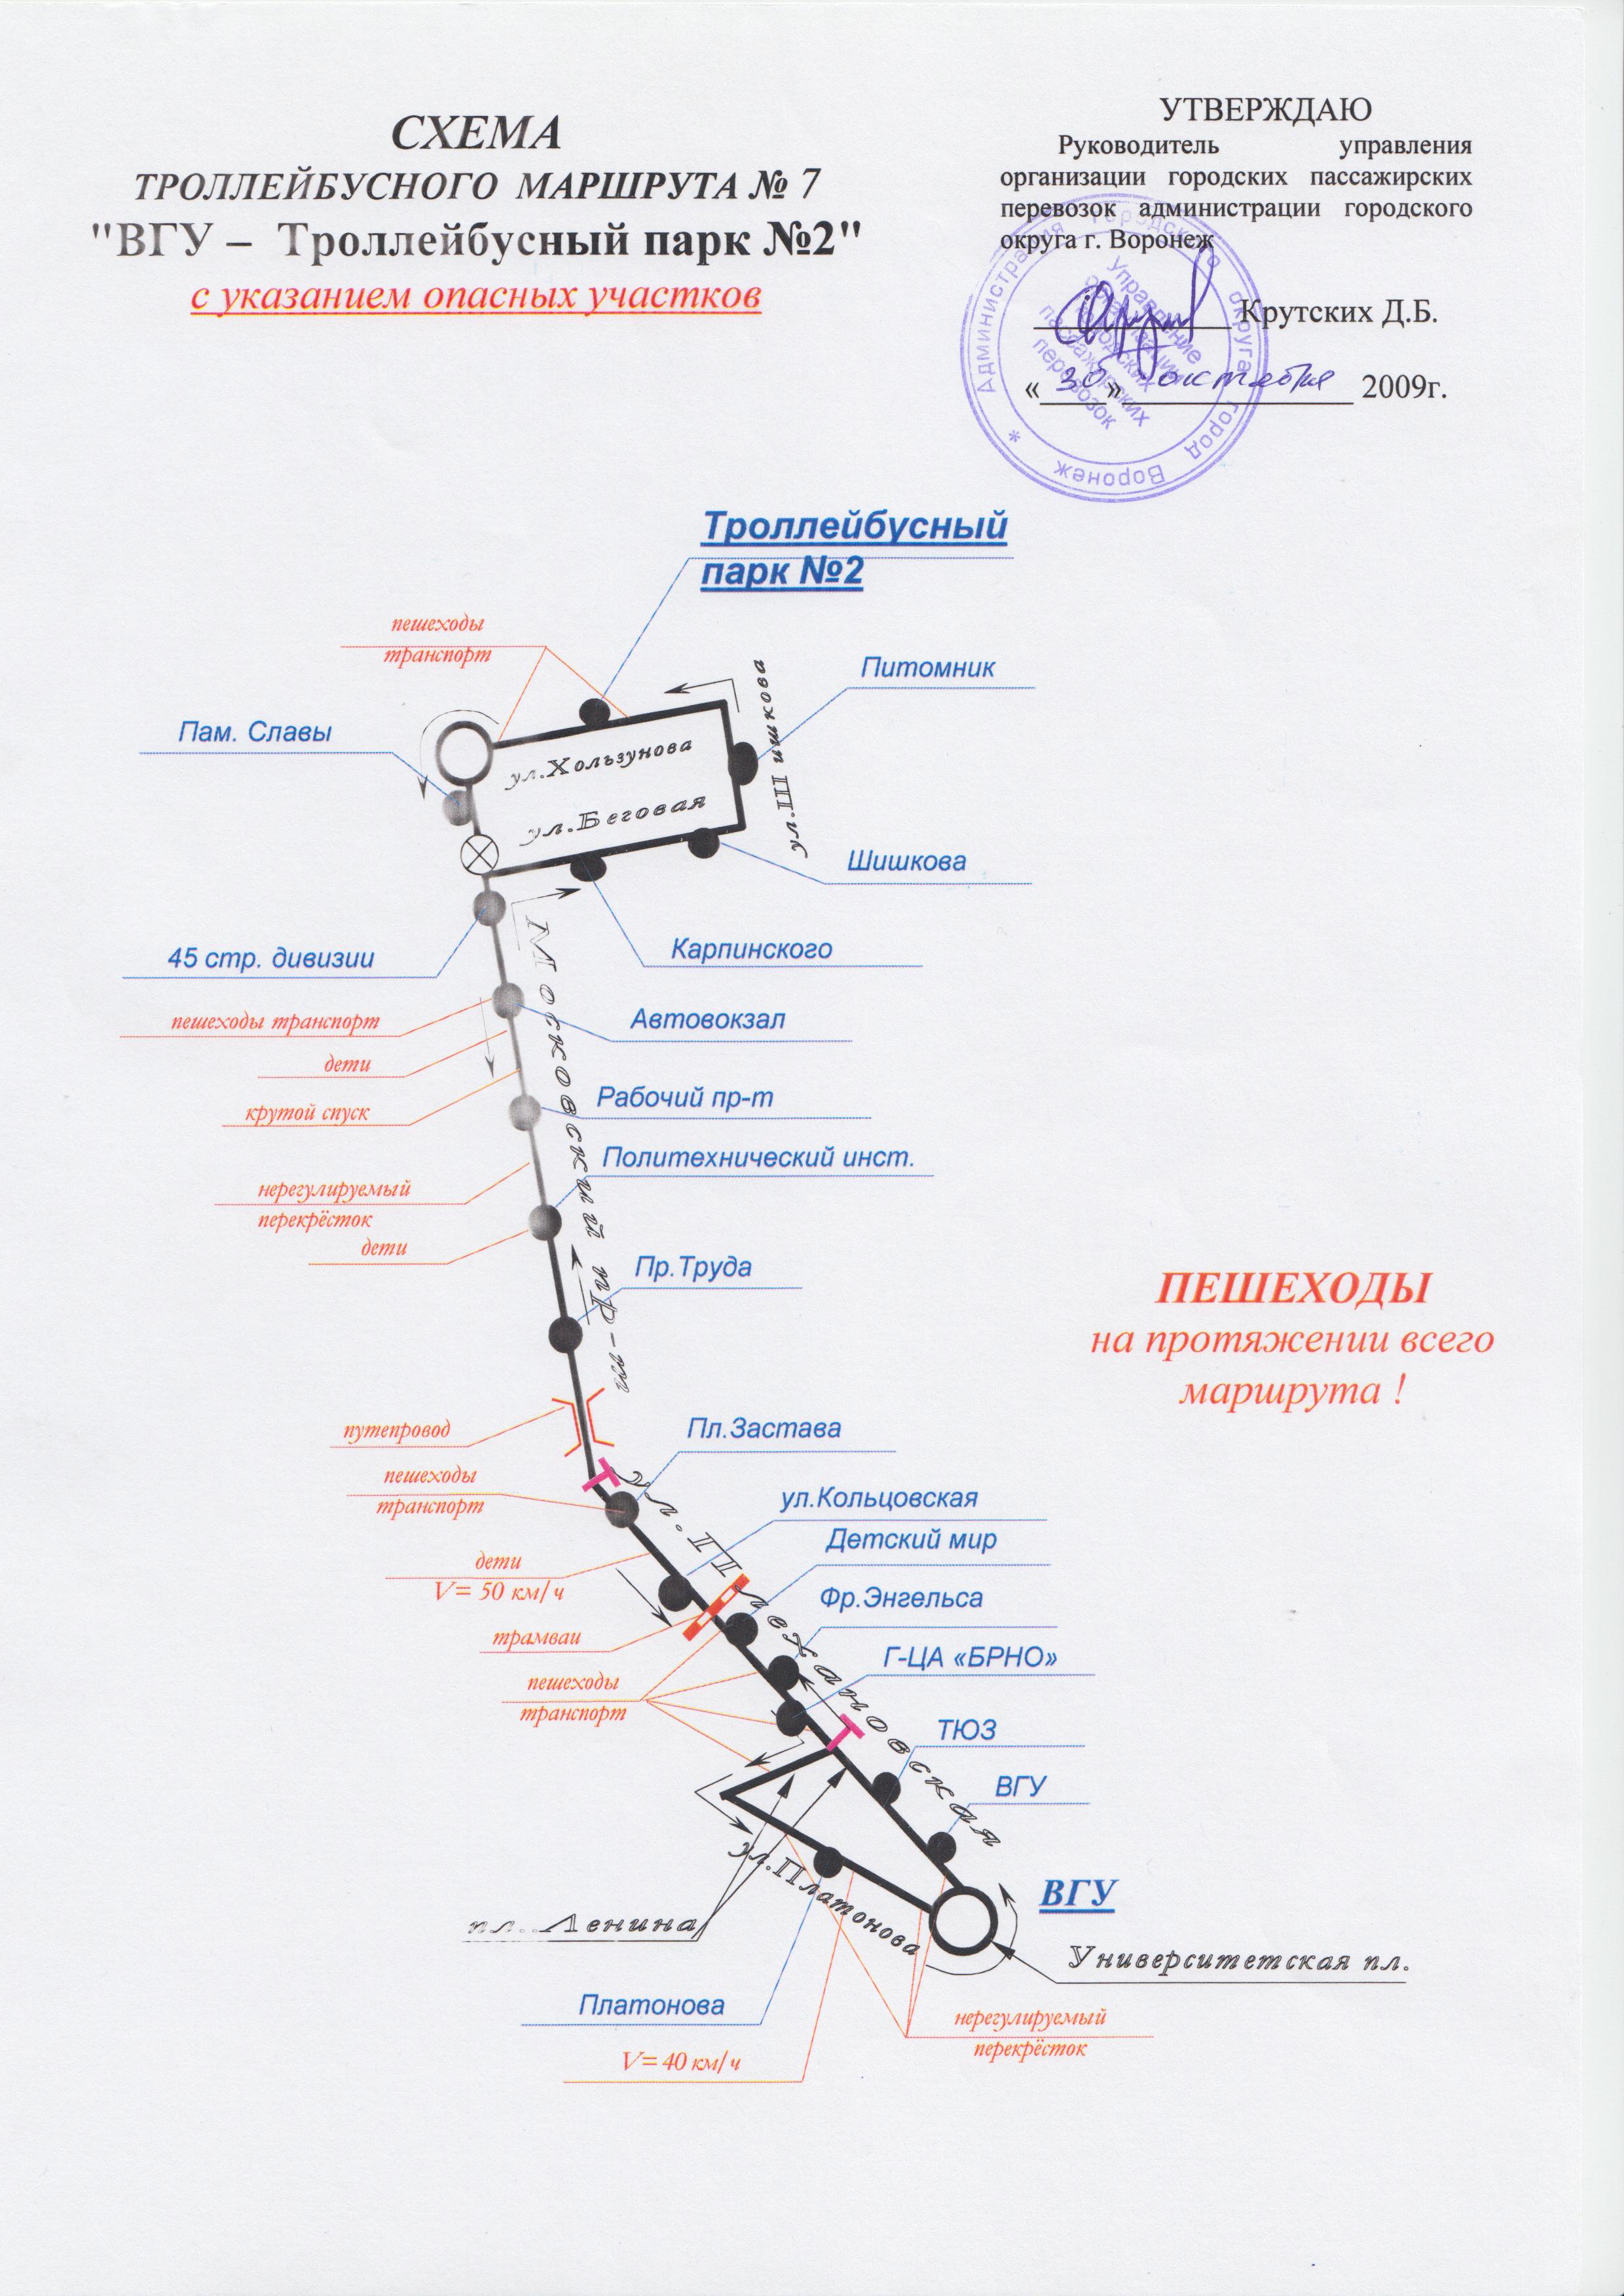 СХЕМА
ТРОЛЛЕЙБУСНОГО МАРШРУТА № 7
"ВГУ – Троллейбусный парк №2"
с указанием опасных участков
УТВЕРЖДАЮ
Руководитель управления
организации городских пассажирских
перевозок администрации городского
округа г. Воронеж
Крутских Д.Б.
«30» октября 2009г.
Администрация городского округа город Воронеж *
Управление
организации
городских
пассажирских
перевозок
Троллейбусный
парк №2
пешеходы
транспорт
Питомник
ул.Шишкова
Пам. Славы
ул.Хользунова
ул.Беговая
Шишкова
Карпинского
45 стр. дивизии
Московский пр-т
Автовокзал
пешеходы транспорт
дети
Рабочий пр-т
крутой спуск
Политехнический инст.
нерегулируемый
перекрёсток
дети
Пр.Труда
ПЕШЕХОДЫ
на протяжении всего
маршрута !
путепровод
Пл.Застава
пешеходы
транспорт
ул.Плехановская
ул.Кольцовская
Детский мир
дети
V= 50 км/ч
Фр.Энгельса
трамваи
Г-ЦА «БРНО»
пешеходы
транспорт
ТЮЗ
ВГУ
ул.Платонова
ВГУ
пл. Ленина
Университетская пл.
Платонова
нерегулируемый
перекрёсток
V= 40 км/ч